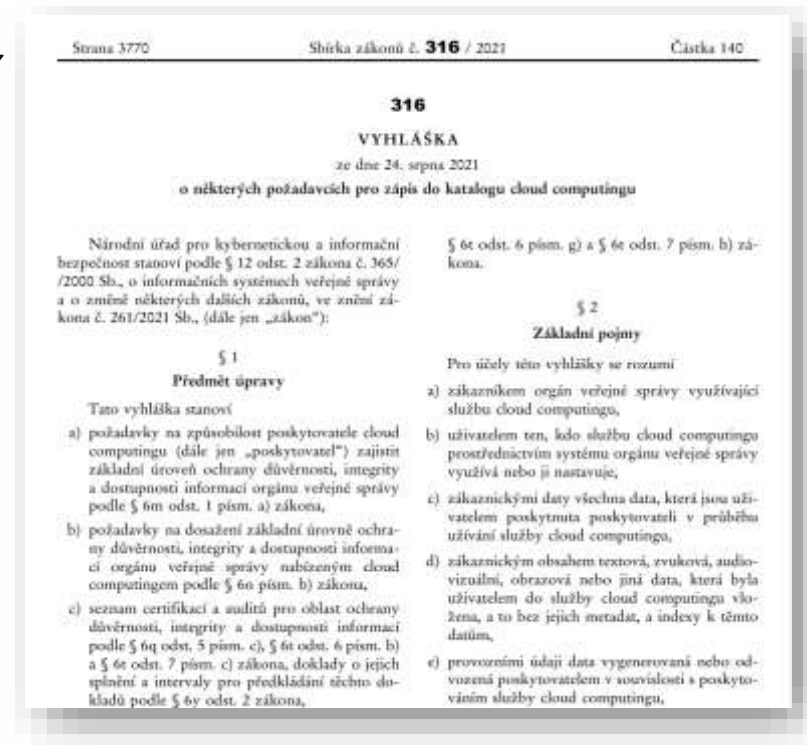 Strana 3770 Sbírka zákonů č. 316 / 2021 Částka 140
316
VYHLÁŠKA
ze dne 24. srpna 2021
o některých požadavcích pro zápis do katalogu cloud computingu
Národní úřad pro kybernetickou a informační
bezpečnost stanoví podle § 12 odst. 2 zákona č. 365/
/2000 Sb., o informačních systémech veřejné správy
a o změně některých dalších zákonů, ve znění zá-
kona č. 261/2021 Sb., (dále jen „zákon“):
§ 1
Předmět úpravy
Tato vyhláška stanoví
a) požadavky na způsobilost poskytovatele cloud
computingu (dále jen „poskytovatel“) zajistit
základní úroveň ochrany důvěrnosti, integrity
a dostupnosti informací orgánu veřejné správy
podle § 6m odst. 1 písm. a) zákona,
b) požadavky na dosažení základní úrovně ochra-
ny důvěrnosti, integrity a dostupnosti informa-
cí orgánu veřejné správy nabízeným cloud
computingem podle § 6n písm. b) zákona,
c) seznam certifikací a auditů pro oblast ochrany
důvěrnosti, integrity a dostupnosti informací
podle § 6q odst. 5 písm. c), § 6t odst. 6 písm. b)
a § 6t odst. 7 písm. c) zákona, doklady o jejich
splnění a intervaly pro předkládání těchto do-
kladů podle § 6y odst. 2 zákona,
§ 6t odst. 6 písm. g) a § 6t odst. 7 písm. b) zá-
kona.
§ 2
Základní pojmy
Pro účely této vyhlášky se rozumí
a) zákazníkem orgán veřejné správy využívající
službu cloud computingu,
b) uživatelem ten, kdo službu cloud computingu
prostřednictvím systému orgánu veřejné správy
využívá nebo ji nastavuje,
c) zákaznickými daty všechna data, která jsou uži-
vatelem poskytnuta poskytovateli v průběhu
užívání služby cloud computingu,
d) zákaznickým obsahem textová, zvuková, audio-
vizuální, obrazová nebo jiná data, která byla
uživatelem do služby cloud computingu vlo-
žena, a to bez jejich metadat, a indexy k těmto
datům,
e) provozními údaji data vygenerovaná nebo od-
vozená poskytovatelem v souvislosti s poskyto-
váním služby cloud computingu,